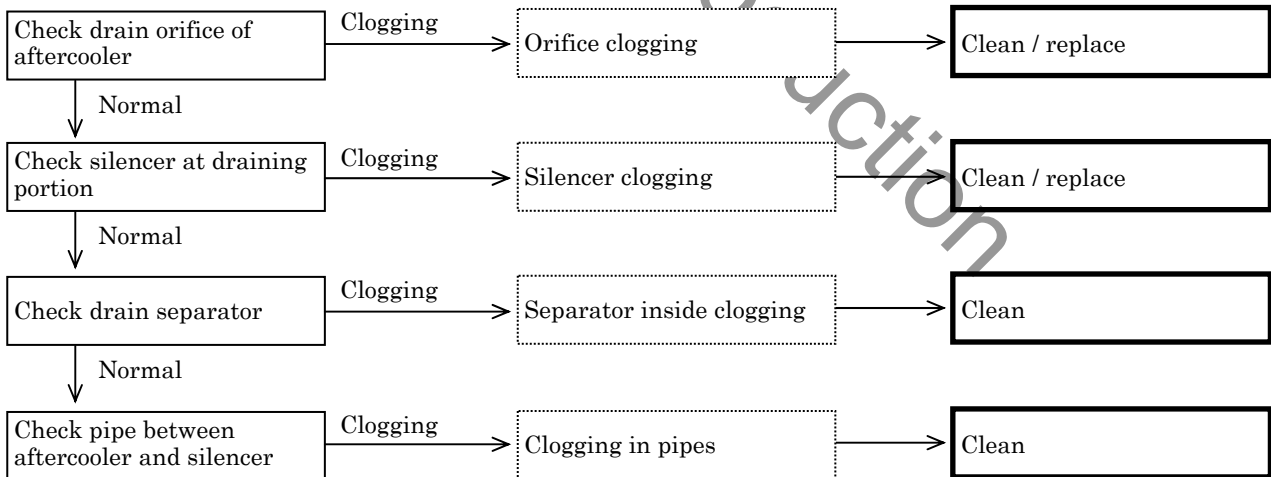 Check drain orifice of
aftercooler
Clogging
Orifice clogging
Clean / replace
Normal
Check silencer at draining
portion
Clogging
Silencer clogging
Clean / replace
Normal
Check drain separator
Clogging
Separator inside clogging
Clean
Normal
Check pipe between
aftercooler and silencer
Clogging
Clogging in pipes
Clean